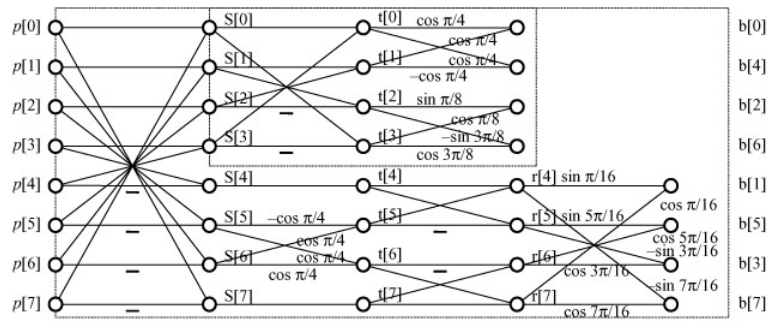 p[0] S[0] t[0] cos π/4 b[0]
cos π/4
p[1] S[1] t[1] cos π/4 b[4]
–cos π/4
p[2] S[2] t[2] sin π/8 b[2]
– cos π/8
p[3] S[3] t[3] –sin 3π/8 b[6]
– cos 3π/8
p[4] S[4] t[4] r[4] sin π/16 b[1]
– cos π/16
p[5] S[5] –cos π/4 t[5] r[5] sin 5π/16 b[5]
– cos π/4 – cos 5π/16
p[6] S[6] cos π/4 t[6] r[6] –sin 3π/16 b[3]
– cos π/4 – cos 3π/16
p[7] S[7] t[7] r[7] –sin 7π/16 b[7]
– cos 7π/16